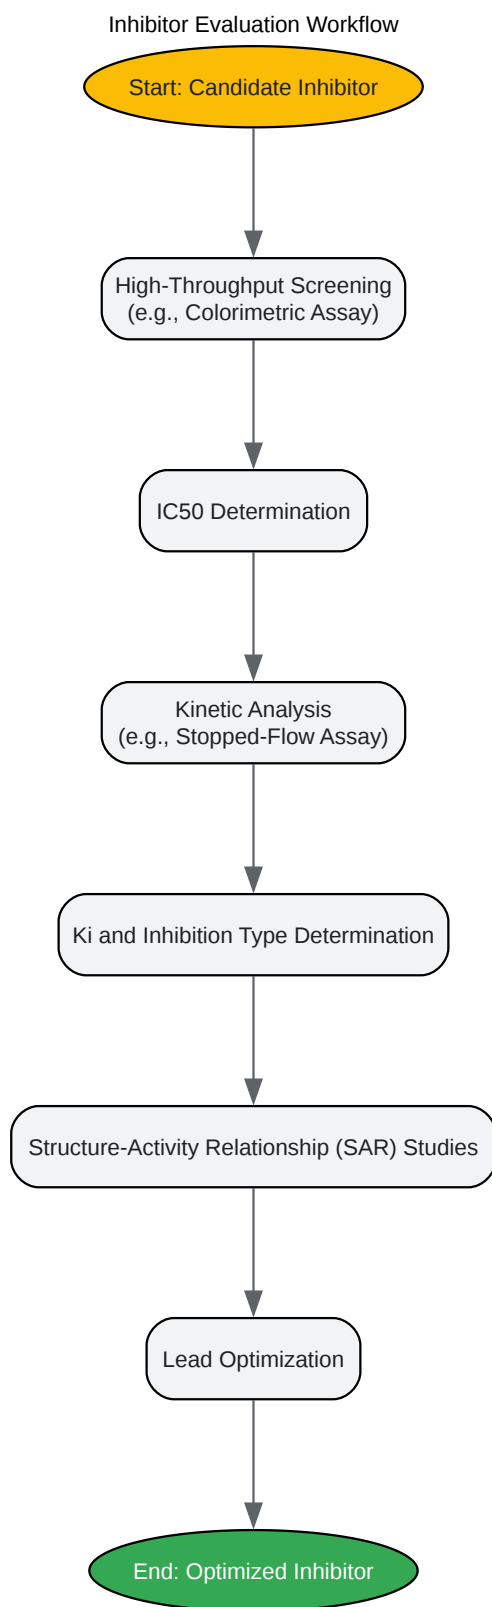 Inhibitor Evaluation Workflow
Start: Candidate Inhibitor
High-Throughput Screening
(e.g., Colorimetric Assay)
IC50 Determination
Kinetic Analysis
(e.g., Stopped-Flow Assay)
Ki and Inhibition Type Determination
Structure-Activity Relationship (SAR) Studies
Lead Optimization
End: Optimized Inhibitor